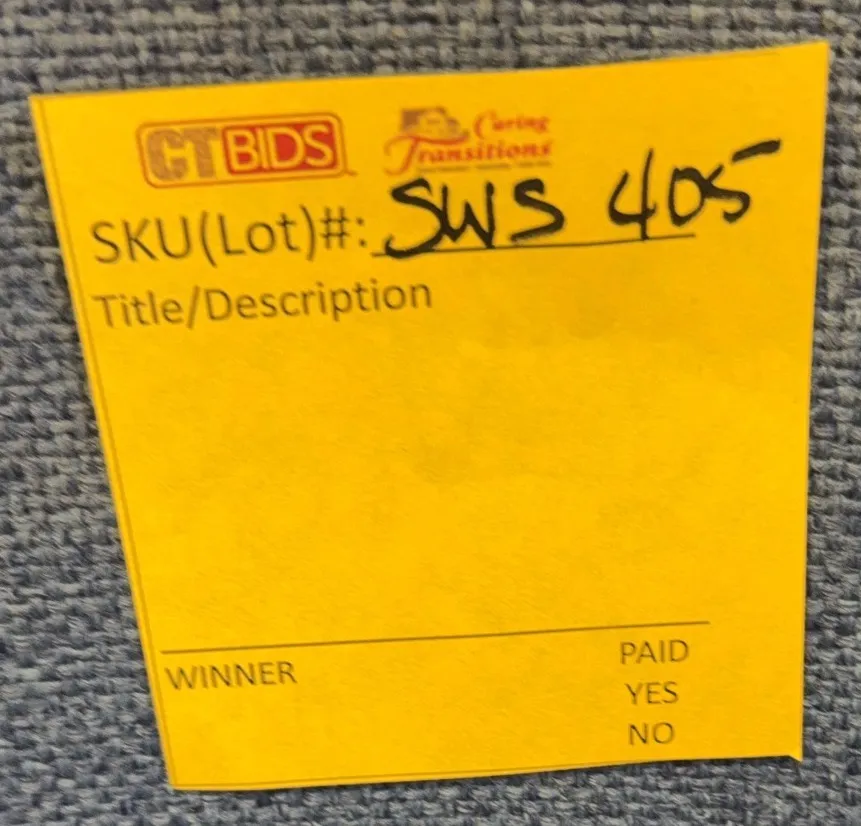 CTBIDS Caring Transitions
SKU(Lot)#: SWS 405
Title/Description
WINNER PAID
YES
NO